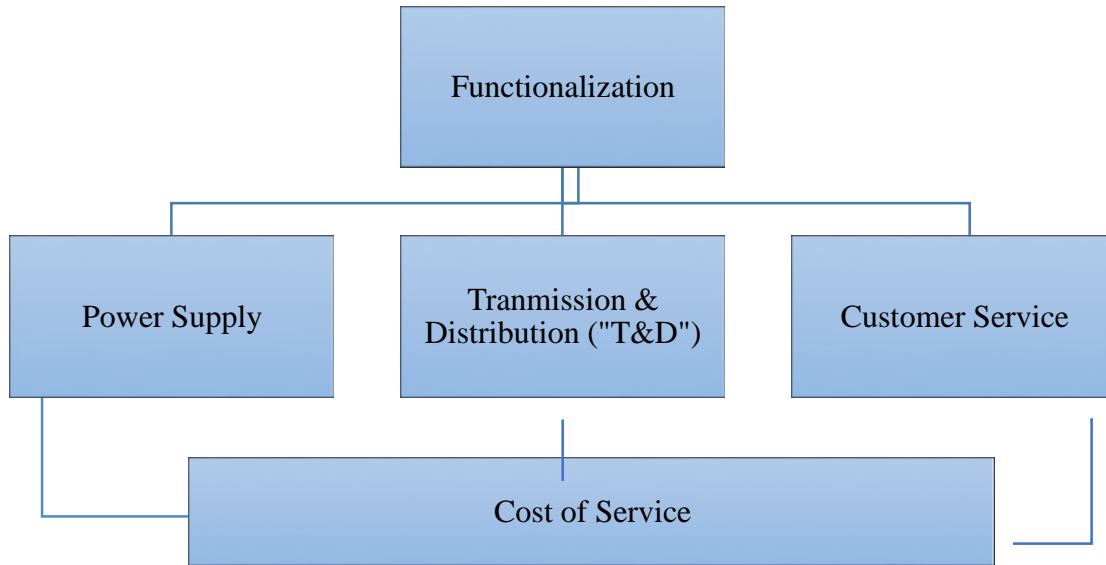 Functionalization
Power Supply
Tranmission &
Distribution ("T&D")
Customer Service
Cost of Service